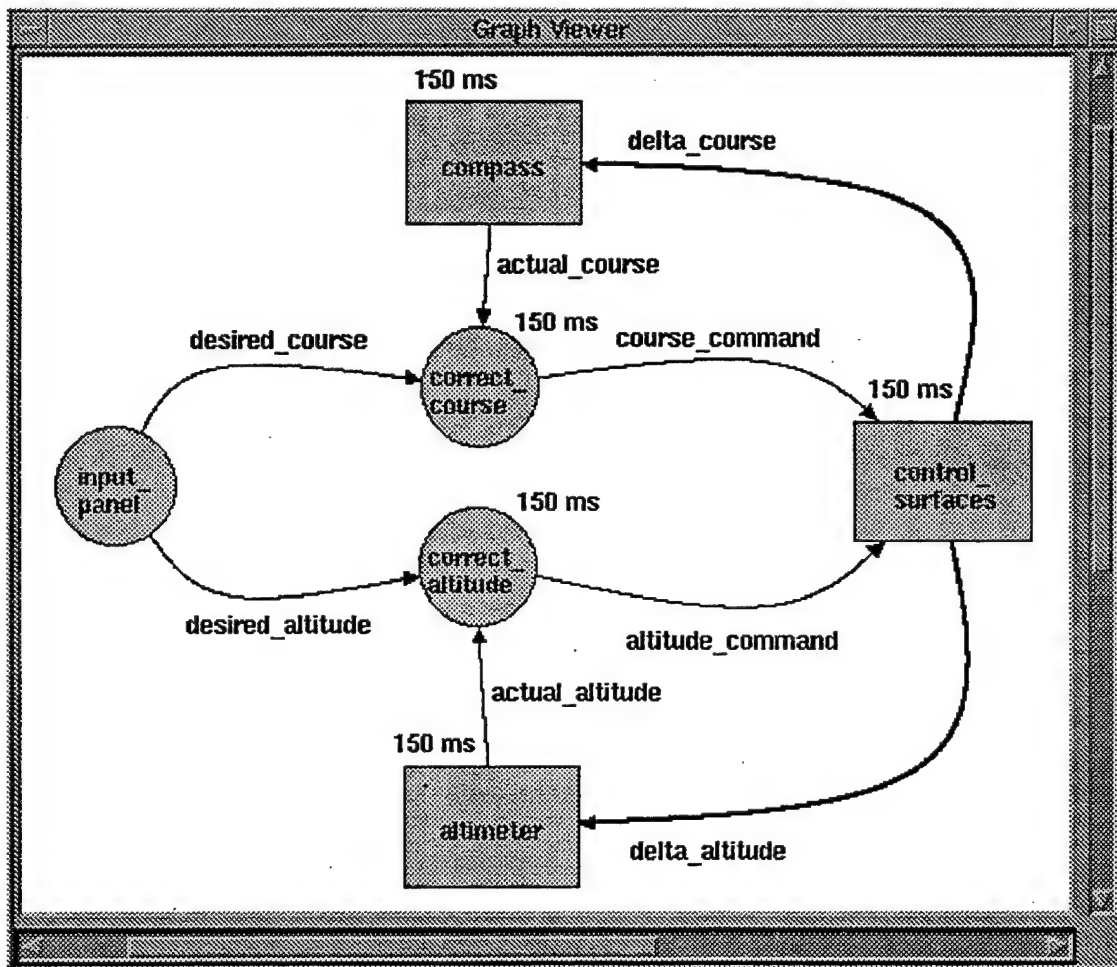 Graph Viewer
150 ms
compass
delta_course
actual_course
150 ms
desired_course
course_command
correct_
course
150 ms
input_
panel
control_
surfaces
150 ms
correct_
altitude
desired_altitude
altitude_command
actual_altitude
150 ms
altimeter
delta_altitude